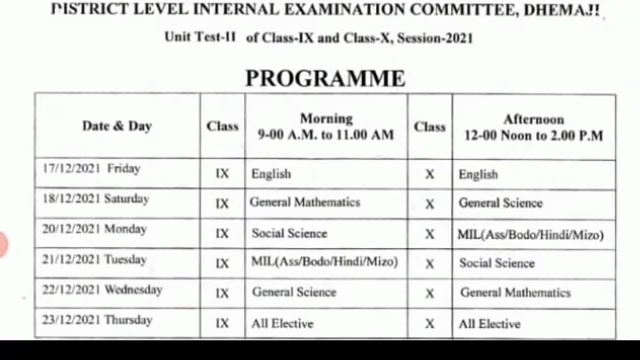 DISTRICT LEVEL INTERNAL EXAMINATION COMMITTEE, DHEMAJI
Unit Test-II of Class-IX and Class-X, Session-2021
PROGRAMME
Date & Day Class Morning 9-00 A.M. to 11.00 AM Class Afternoon 12-00 Noon to 2.00 P.M
17/12/2021 Friday IX English X English
18/12/2021 Saturday IX General Mathematics X General Science
20/12/2021 Monday IX Social Science X MIL(Ass/Bodo/Hindi/Mizo)
21/12/2021 Tuesday IX MIL(Ass/Bodo/Hindi/Mizo) X Social Science
22/12/2021 Wednesday IX General Science X General Mathematics
23/12/2021 Thursday IX All Elective X All Elective